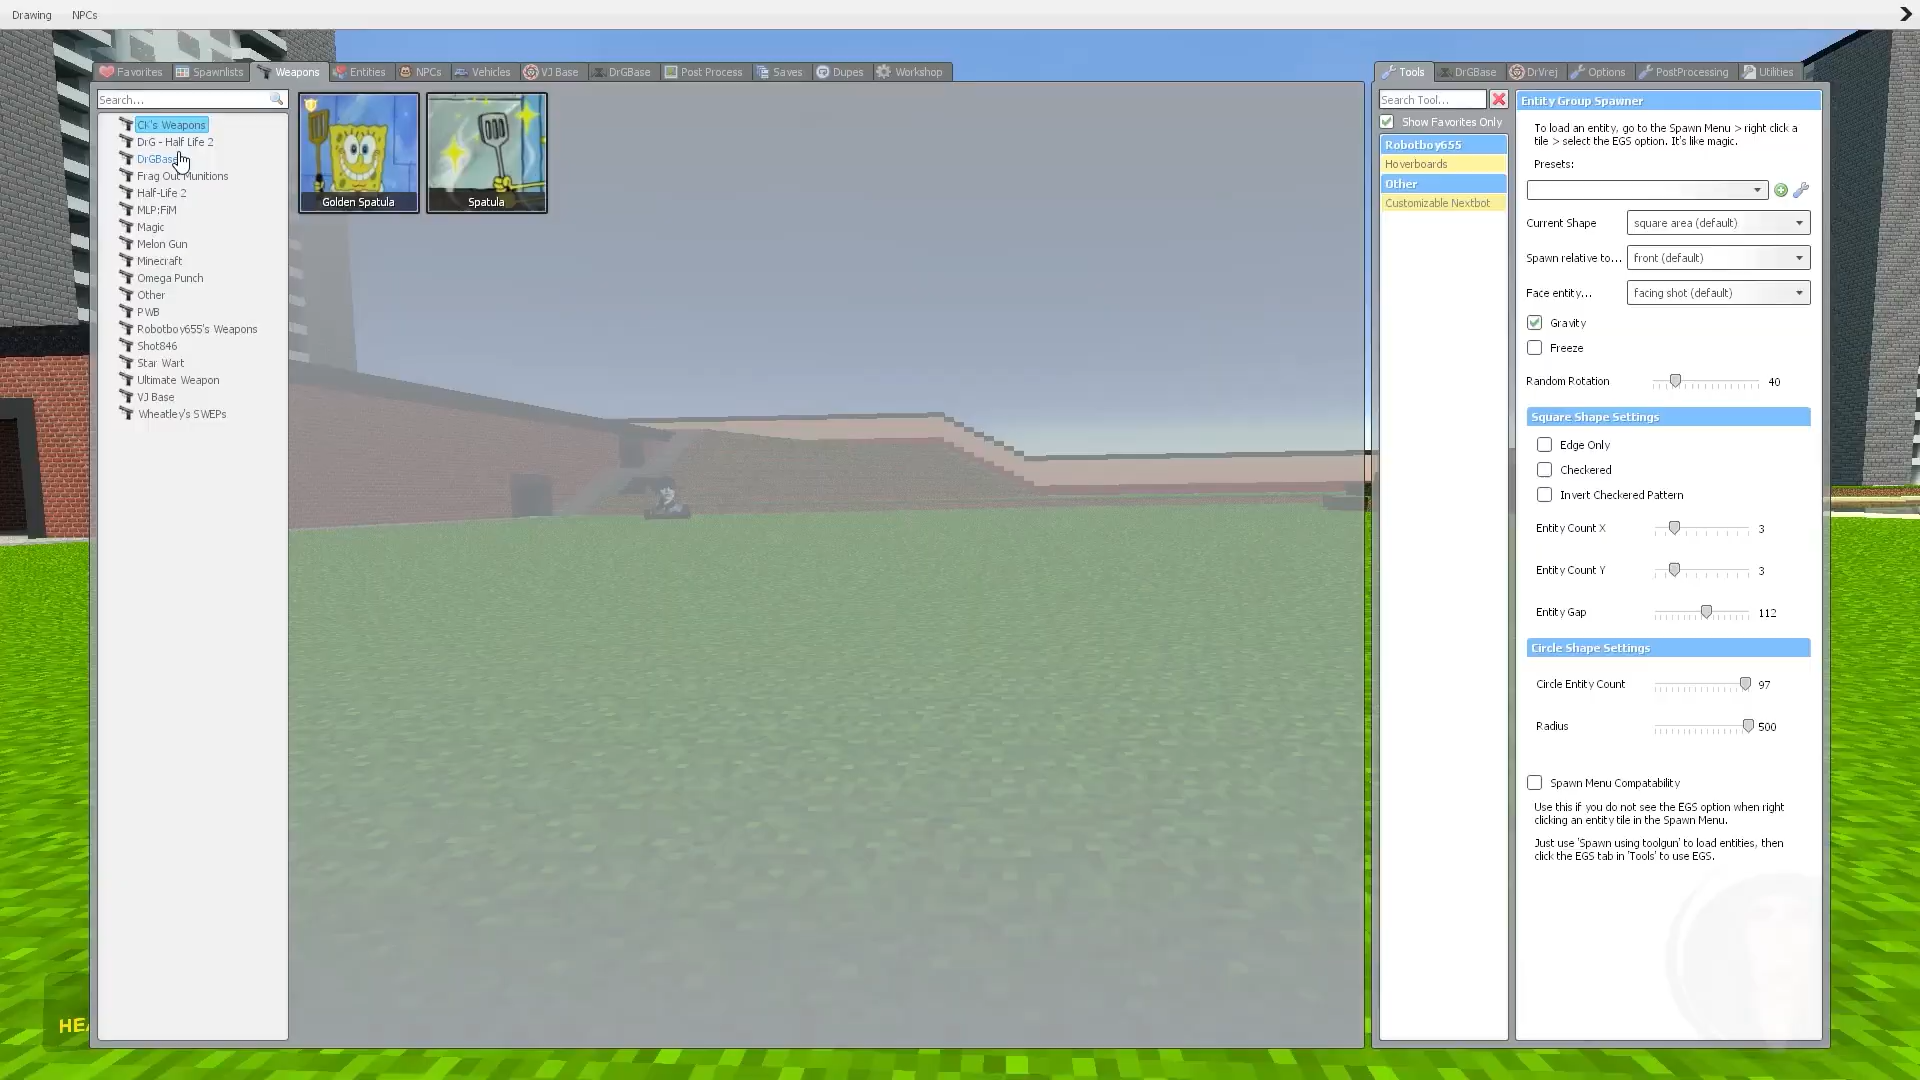 Drawing NPCs
Favorites Spawnlists Weapons Entities NPCs Vehicles VJ Base DrGBase Post Process Saves Dupes Workshop
Search...
CK's Weapons
DrG - Half Life 2
DrGBase
Frag Out Munitions
Half-Life 2
MLP:FiM
Magic
Melon Gun
Minecraft
Omega Punch
Other
PWB
Robotboy655's Weapons
Shot846
Star Wart
Ultimate Weapon
VJ Base
Wheatley's SWEPs
Golden Spatula
Spatula
HEA
Tools DrGBase DrVrej Options PostProcessing Utilities
Search Tool...
Show Favorites Only
Robotboy655
Hoverboards
Other
Customizable Nextbot
Entity Group Spawner
To load an entity, go to the Spawn Menu > right click a
tile > select the EGS option. It's like magic.
Presets:
Current Shape square area (default)
Spawn relative to... front (default)
Face entity... facing shot (default)
Gravity
Freeze
Random Rotation 40
Square Shape Settings
Edge Only
Checkered
Invert Checkered Pattern
Entity Count X 3
Entity Count Y 3
Entity Gap 112
Circle Shape Settings
Circle Entity Count 97
Radius 500
Spawn Menu Compatability
Use this if you do not see the EGS option when right
clicking an entity tile in the Spawn Menu.
Just use 'Spawn using toolgun' to load entities, then
click the EGS tab in 'Tools' to use EGS.